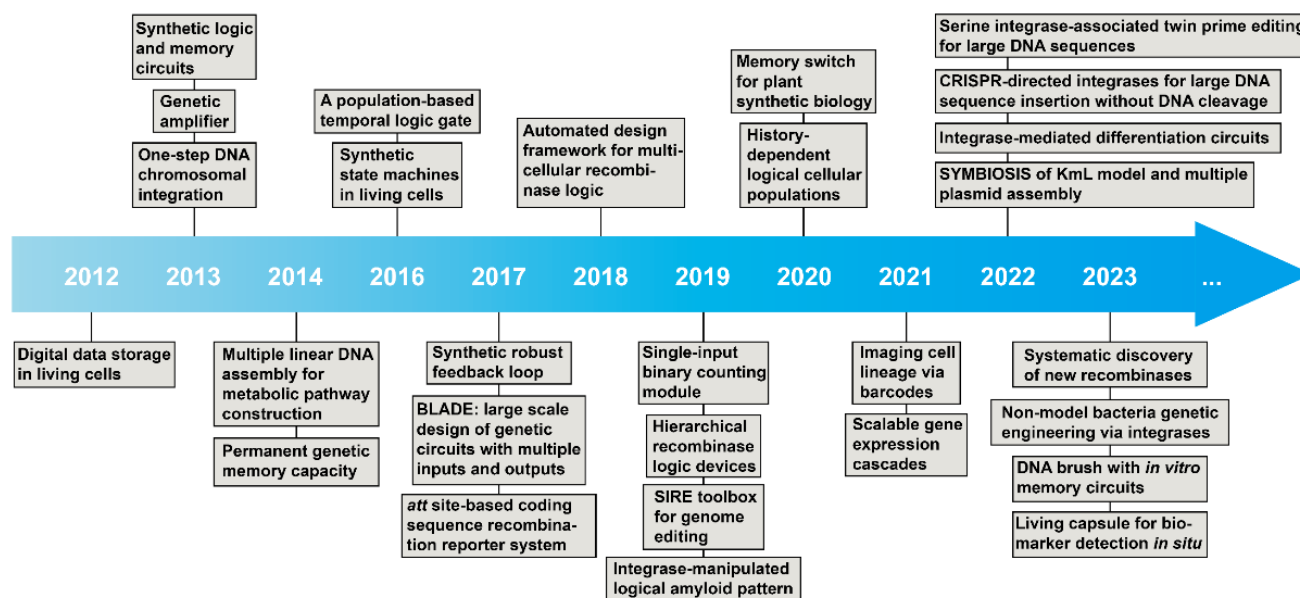 Synthetic logic
and memory
circuits
Genetic
amplifier
One-step DNA
chromosomal
integration
A population-based
temporal logic gate
Synthetic
state machines
in living cells
Automated design
framework for multi-
cellular recombi-
nase logic
Memory switch
for plant
synthetic biology
History-
dependent
logical cellular
populations
Serine integrase-associated twin prime editing
for large DNA sequences
CRISPR-directed integrases for large DNA
sequence insertion without DNA cleavage
Integrase-mediated differentiation circuits
SYMBIOSIS of KmL model and multiple
plasmid assembly
2012 2013 2014 2016 2017 2018 2019 2020 2021 2022 2023 ...
Digital data storage
in living cells
Multiple linear DNA
assembly for
metabolic pathway
construction
Permanent genetic
memory capacity
Synthetic robust
feedback loop
BLADE: large scale
design of genetic
circuits with multiple
inputs and outputs
att site-based coding
sequence recombina-
tion reporter system
Single-input
binary counting
module
Hierarchical
recombinase
logic devices
SIRE toolbox
for genome
editing
Integrase-manipulated
logical amyloid pattern
Imaging cell
lineage via
barcodes
Scalable gene
expression
cascades
Systematic discovery
of new recombinases
Non-model bacteria genetic
engineering via integrases
DNA brush with in vitro
memory circuits
Living capsule for bio-
marker detection in situ